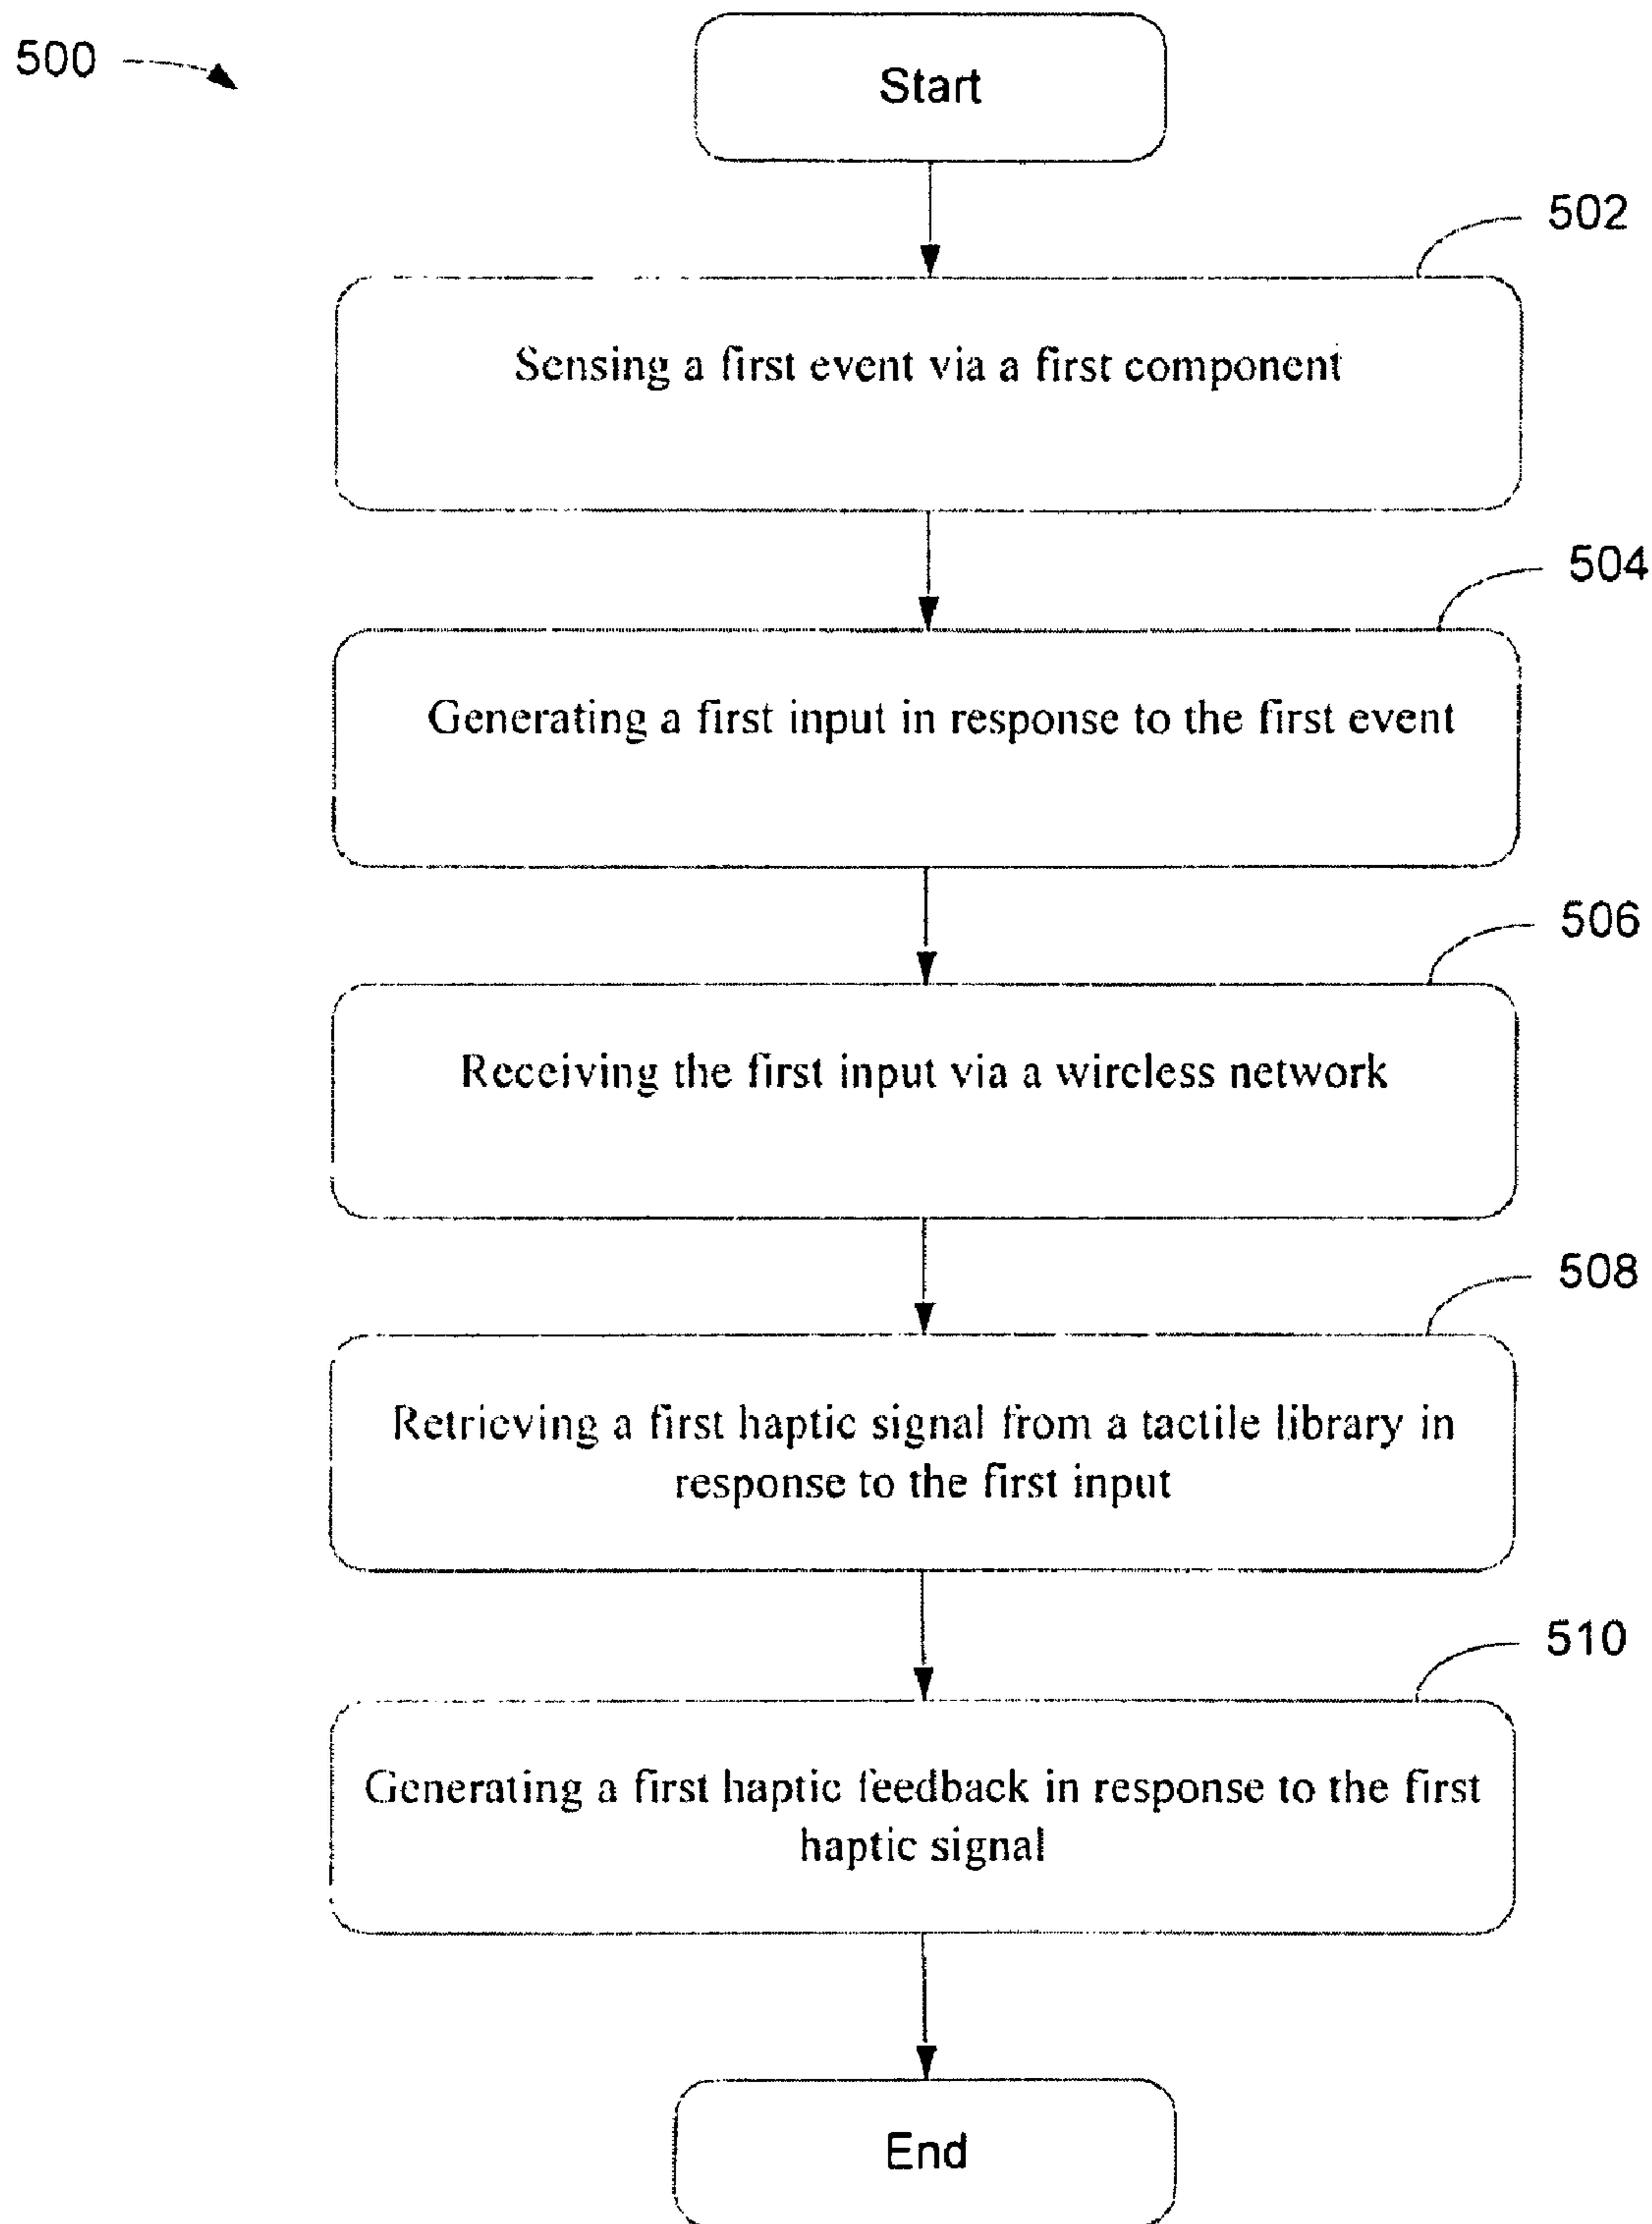 500
Start
502
Sensing a first event via a first component
504
Generating a first input in response to the first event
506
Receiving the first input via a wireless network
508
Retrieving a first haptic signal from a tactile library in
response to the first input
510
Generating a first haptic feedback in response to the first
haptic signal
End